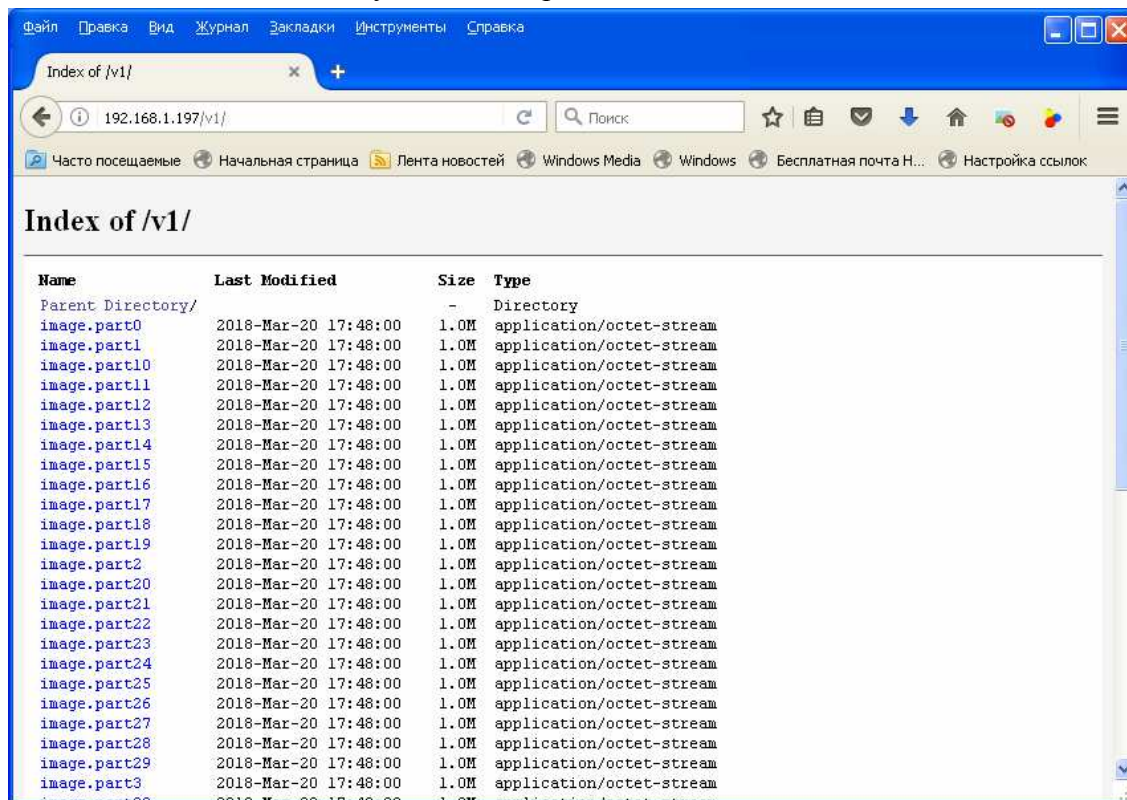 Файл Правка Вид Журнал Закладки Инструменты Справка
Index of /v1/
192.168.1.197/v1/ Поиск
Часто посещаемые Начальная страница Лента новостей Windows Media Windows Бесплатная почта H... Настройка ссылок
Index of /v1/
Name Last Modified Size Type
Parent Directory/ - Directory
image.part0 2018-Mar-20 17:48:00 1.0M application/octet-stream
image.part1 2018-Mar-20 17:48:00 1.0M application/octet-stream
image.part10 2018-Mar-20 17:48:00 1.0M application/octet-stream
image.part11 2018-Mar-20 17:48:00 1.0M application/octet-stream
image.part12 2018-Mar-20 17:48:00 1.0M application/octet-stream
image.part13 2018-Mar-20 17:48:00 1.0M application/octet-stream
image.part14 2018-Mar-20 17:48:00 1.0M application/octet-stream
image.part15 2018-Mar-20 17:48:00 1.0M application/octet-stream
image.part16 2018-Mar-20 17:48:00 1.0M application/octet-stream
image.part17 2018-Mar-20 17:48:00 1.0M application/octet-stream
image.part18 2018-Mar-20 17:48:00 1.0M application/octet-stream
image.part19 2018-Mar-20 17:48:00 1.0M application/octet-stream
image.part2 2018-Mar-20 17:48:00 1.0M application/octet-stream
image.part20 2018-Mar-20 17:48:00 1.0M application/octet-stream
image.part21 2018-Mar-20 17:48:00 1.0M application/octet-stream
image.part22 2018-Mar-20 17:48:00 1.0M application/octet-stream
image.part23 2018-Mar-20 17:48:00 1.0M application/octet-stream
image.part24 2018-Mar-20 17:48:00 1.0M application/octet-stream
image.part25 2018-Mar-20 17:48:00 1.0M application/octet-stream
image.part26 2018-Mar-20 17:48:00 1.0M application/octet-stream
image.part27 2018-Mar-20 17:48:00 1.0M application/octet-stream
image.part28 2018-Mar-20 17:48:00 1.0M application/octet-stream
image.part29 2018-Mar-20 17:48:00 1.0M application/octet-stream
image.part3 2018-Mar-20 17:48:00 1.0M application/octet-stream